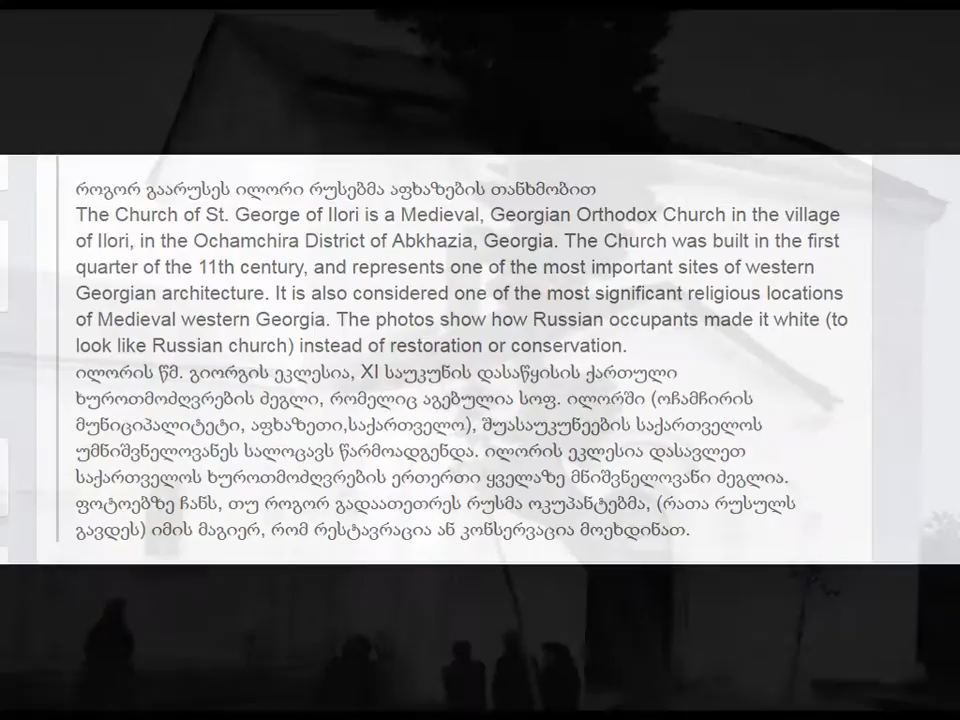 როგორ გაარუსეს ილორი რუსებმა აფხაზების თანხმობით
The Church of St. George of Ilori is a Medieval, Georgian Orthodox Church in the village
of Ilori, in the Ochamchira District of Abkhazia, Georgia. The Church was built in the first
quarter of the 11th century, and represents one of the most important sites of western
Georgian architecture. It is also considered one of the most significant religious locations
of Medieval western Georgia. The photos show how Russian occupants made it white (to
look like Russian church) instead of restoration or conservation.
ილორის წმ. გიორგის ეკლესია, XI საუკუნის დასაწყისის ქართული
ხუროთმოძღვრების ძეგლი, რომელიც აგებულია სოფ. ილორში (ოჩამჩირის
მუნიციპალიტეტი, აფხაზეთი,საქართველო), შუასაუკუნეების საქართველოს
უმნიშვნელოვანეს სალოცავს წარმოადგენდა. ილორის ეკლესია დასავლეთ
საქართველოს ხუროთმოძღვრების ერთერთი ყველაზე მნიშვნელოვანი ძეგლია.
ფოტოებზე ჩანს, თუ როგორ გადაათეთრეს რუსმა ოკუპანტებმა, (რათა რუსულს
გავდეს) იმის მაგიერ, რომ რესტავრაცია ან კონსერვაცია მოეხდინათ.